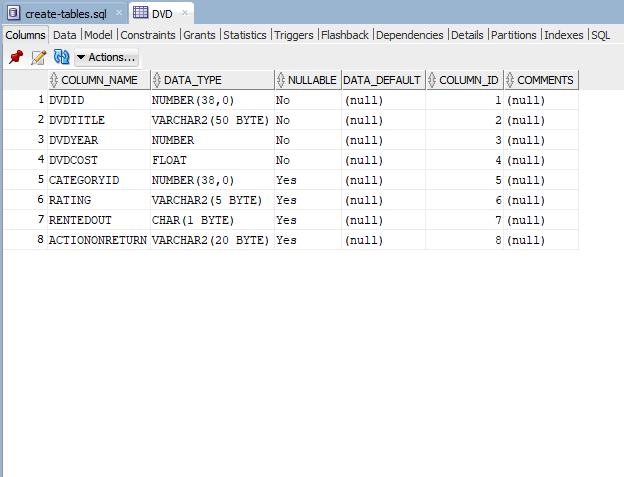 create-tables.sql × DVD ×
Columns Data Model Constraints Grants Statistics Triggers Flashback Dependencies Details Partitions Indexes SQL
Actions...
COLUMN_NAME DATA_TYPE NULLABLE DATA_DEFAULT COLUMN_ID COMMENTS
1 DVDID NUMBER(38,0) No (null) 1 (null)
2 DVDTITLE VARCHAR2(50 BYTE) No (null) 2 (null)
3 DVDYEAR NUMBER No (null) 3 (null)
4 DVDCOST FLOAT No (null) 4 (null)
5 CATEGORYID NUMBER(38,0) Yes (null) 5 (null)
6 RATING VARCHAR2(5 BYTE) Yes (null) 6 (null)
7 RENTEDOUT CHAR(1 BYTE) Yes (null) 7 (null)
8 ACTIONONRETURN VARCHAR2(20 BYTE) Yes (null) 8 (null)